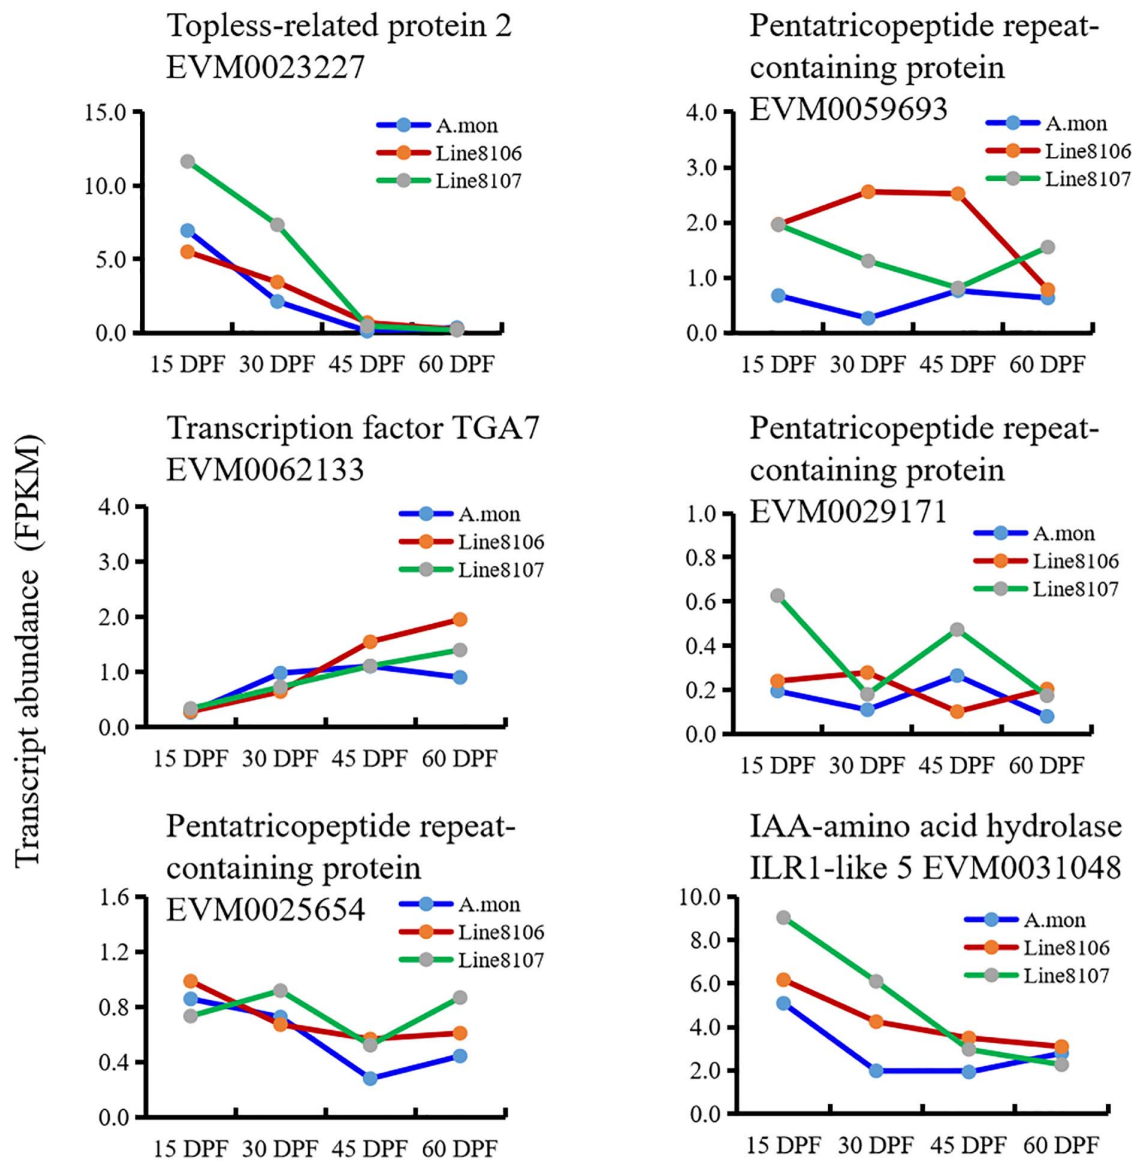 Transcript abundance (FPKM)
Topless-related protein 2
EVM0023227
15.0
10.0
5.0
0.0
A.mon
Line8106
Line8107
15 DPF 30 DPF 45 DPF 60 DPF
Pentatricopeptide repeat-
containing protein
EVM0059693
4.0
3.0
2.0
1.0
0.0
A.mon
Line8106
Line8107
15 DPF 30 DPF 45 DPF 60 DPF
Transcription factor TGA7
EVM0062133
4.0
3.0
2.0
1.0
0.0
A.mon
Line8106
Line8107
15 DPF 30 DPF 45 DPF 60 DPF
Pentatricopeptide repeat-
containing protein
EVM0029171
1.0
0.8
0.6
0.4
0.2
0.0
A.mon
Line8106
Line8107
15 DPF 30 DPF 45 DPF 60 DPF
Pentatricopeptide repeat-
containing protein
EVM0025654
1.6
1.2
0.8
0.4
0.0
A.mon
Line8106
Line8107
15 DPF 30 DPF 45 DPF 60 DPF
IAA-amino acid hydrolase
ILR1-like 5 EVM0031048
10.0
8.0
6.0
4.0
2.0
0.0
A.mon
Line8106
Line8107
15 DPF 30 DPF 45 DPF 60 DPF